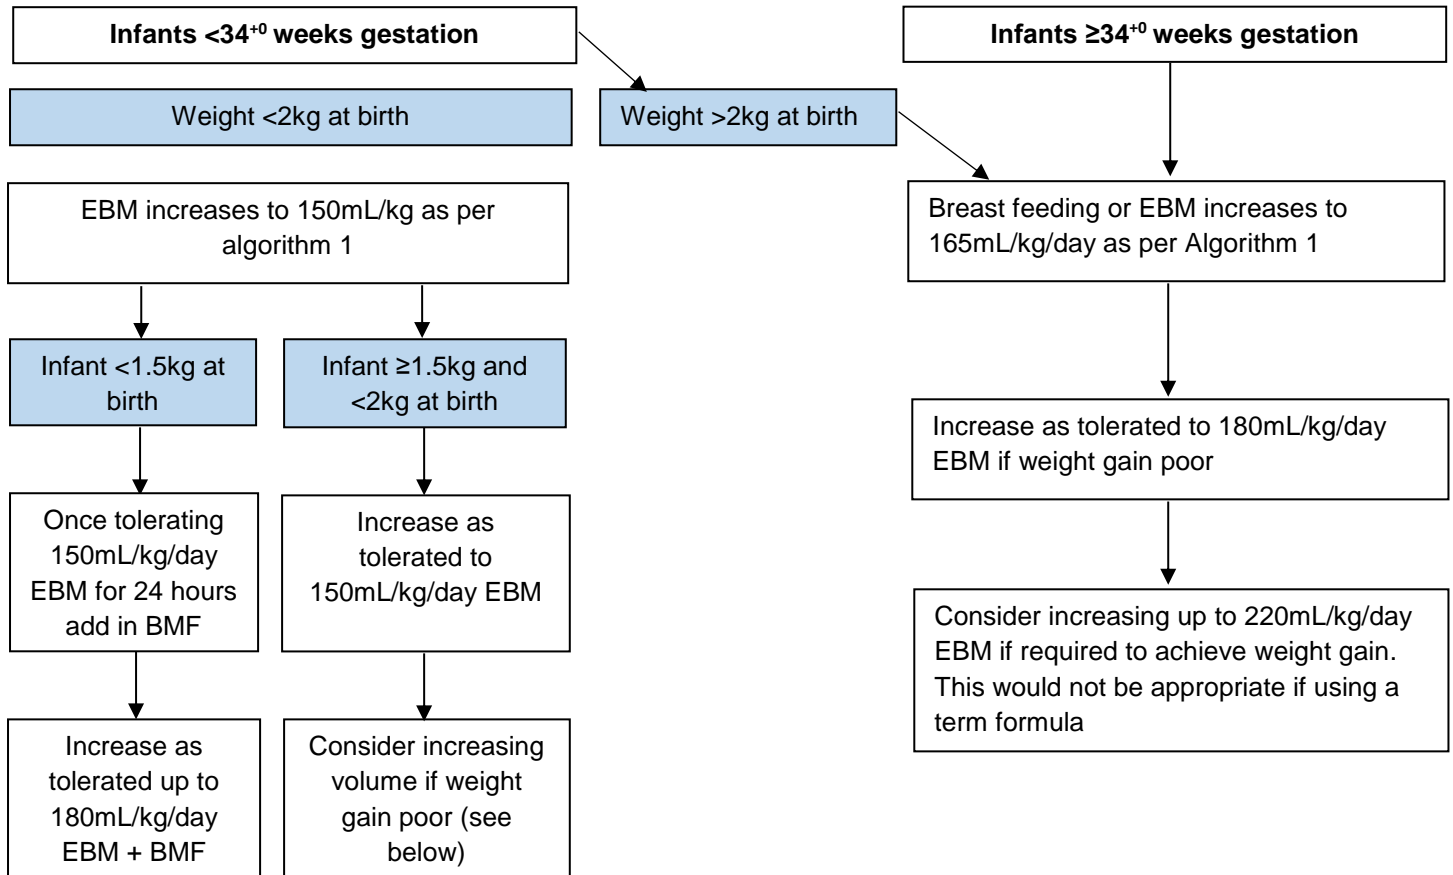 Infants <34+0 weeks gestation
Infants ≥34+0 weeks gestation
Weight <2kg at birth
Weight >2kg at birth
EBM increases to 150mL/kg as per
algorithm 1
Breast feeding or EBM increases to
165mL/kg/day as per Algorithm 1
Infant <1.5kg at
birth
Infant ≥1.5kg and
<2kg at birth
Increase as tolerated to 180mL/kg/day
EBM if weight gain poor
Once tolerating
150mL/kg/day
EBM for 24 hours
add in BMF
Increase as
tolerated to
150mL/kg/day EBM
Consider increasing up to 220mL/kg/day
EBM if required to achieve weight gain.
This would not be appropriate if using a
term formula
Increase as
tolerated up to
180mL/kg/day
EBM + BMF
Consider increasing
volume if weight
gain poor (see
below)